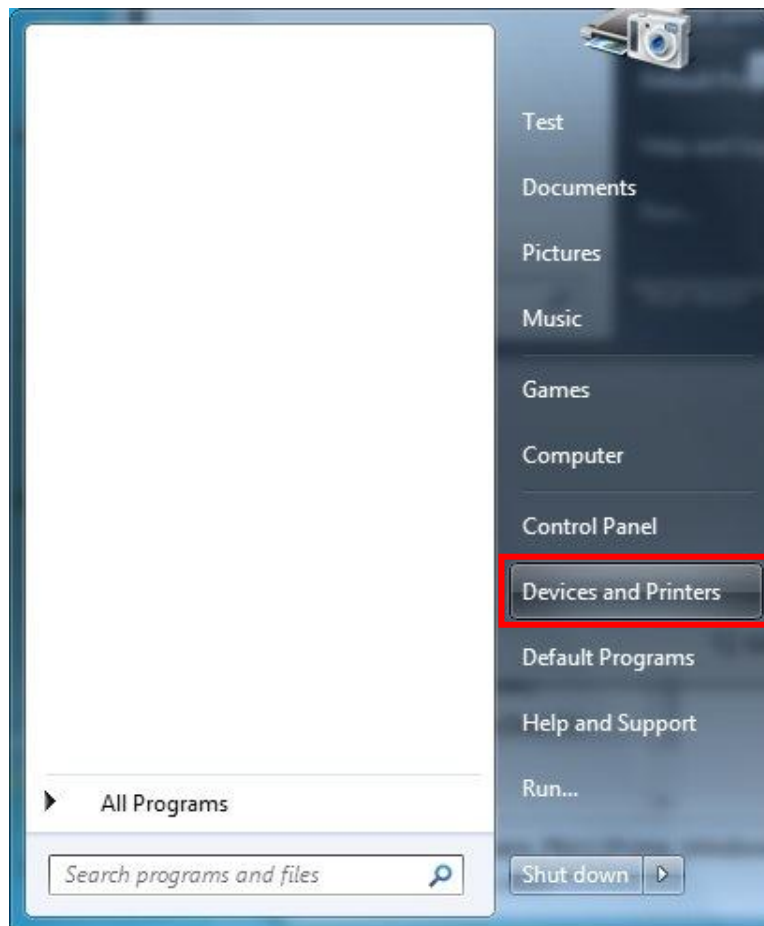 Test
Documents
Pictures
Music
Games
Computer
Control Panel
Devices and Printers
Default Programs
Help and Support
Run...
All Programs
Search programs and files
Shut down